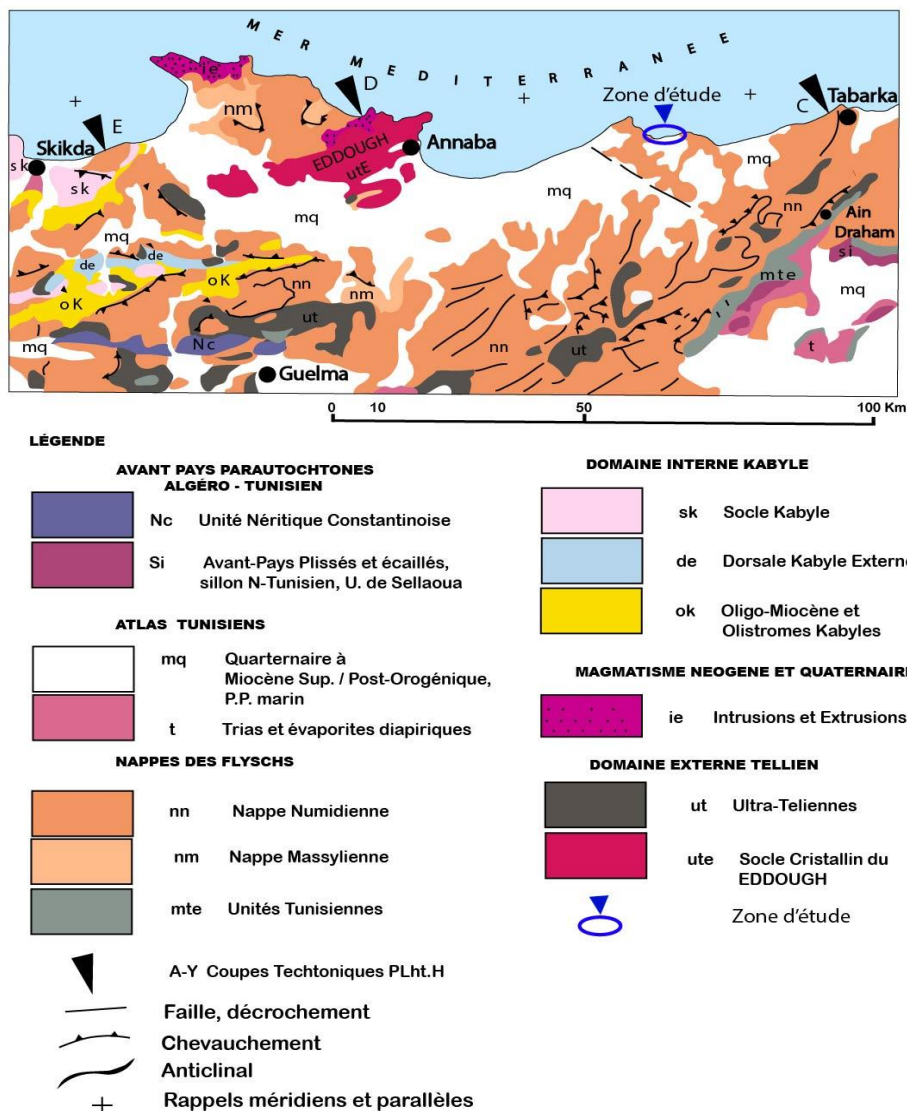 MER MEDITERRANEE
ie
D
nm
Zone d'étude
C
Tabarka
E
Skikda
Annaba
EDDOUGH
utE
sk
sk
mq
mq
mq
nn
Ain
Draham
mq
de
de
si
oK
oK
nn
mte
mq
nm
ut
mq
Nc
nn
ut
t
Guelma
0 10 50 100 Km
LÉGENDE
AVANT PAYS PARAUTOCHTONES
ALGÉRO - TUNISIEN
Nc Unité Néritique Constantinoise
Si Avant-Pays Plissés et écaillés,
sillon N-Tunisien, U. de Sellaoua
ATLAS TUNISIENS
mq Quarternaire à
Miocène Sup. / Post-Orogénique,
P.P. marin
t Trias et évaporites diapiriques
NAPPES DES FLYSCHS
nn Nappe Numidienne
nm Nappe Massylienne
mte Unités Tunisiennes
A-Y Coupes Techtoniques PLht.H
Faille, décrochement
Chevauchement
Anticlinal
Rappels méridiens et parallèles
DOMAINE INTERNE KABYLE
sk Socle Kabyle
de Dorsale Kabyle Externe
ok Oligo-Miocène et
Olistromes Kabyles
MAGMATISME NEOGENE ET QUATERNAIRE
ie Intrusions et Extrusions
DOMAINE EXTERNE TELLIEN
ut Ultra-Teliennes
ute Socle Cristallin du
EDDOUGH
Zone d'étude